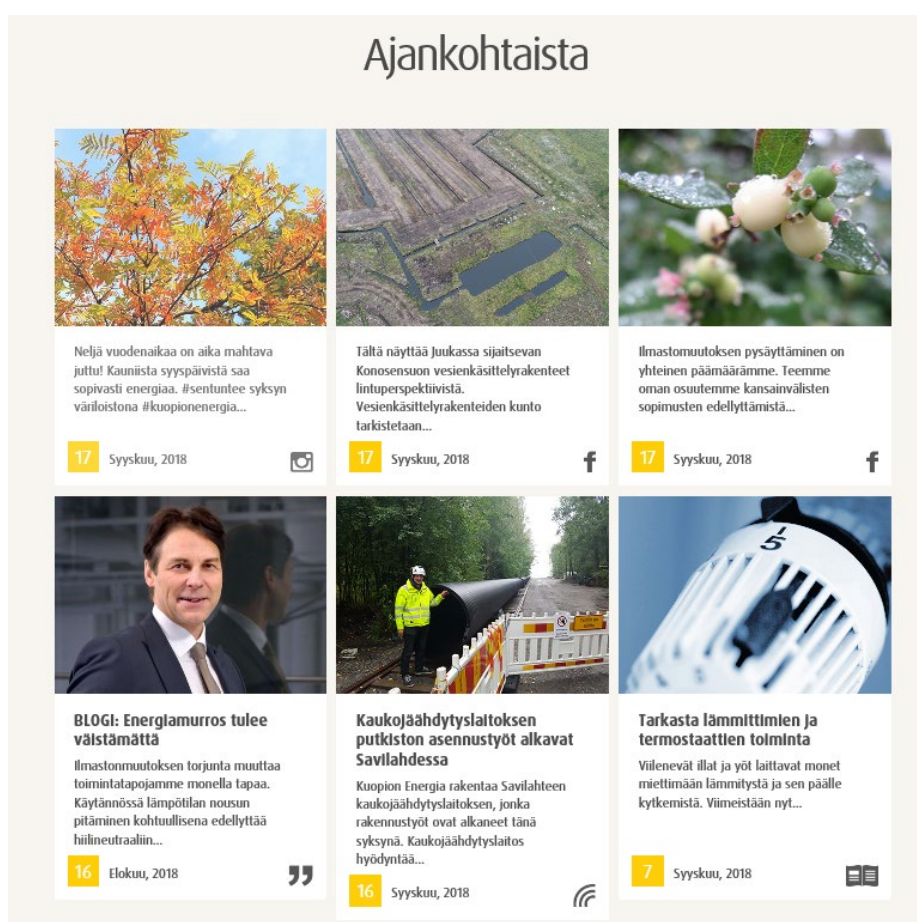 Ajankohtaista
Neljä vuodenaikaa on aika mahtava
juttu! Kauniista syyspäivistä saa
sopivasti energiaa. #sentuntee syksyn
väriloistona #kuopionenergia...
17 Syyskuu, 2018
Tältä näyttää Juukassa sijaitsevan
Konosensuon vesienkäsittelyrakenteet
lintuperspektiivistä.
Vesienkäsittelyrakenteiden kunto
tarkistetaan...
17 Syyskuu, 2018
Ilmastomuutoksen pysäyttäminen on
yhteinen päämäärämme. Teemme
oman osuutemme kansainvälisten
sopimusten edellyttämistä...
17 Syyskuu, 2018
BLOGI: Energiamurros tulee
väistämättä
Ilmastonmuutoksen torjunta muuttaa
toimintatapojamme monella tapaa.
Käytännössä lämpötilan nousun
pitäminen kohtuullisena edellyttää
hiilineutraaliin...
16 Elokuu, 2018
Kaukojäähdytyslaitoksen
putkiston asennustyöt alkavat
Savilahdessa
Kuopion Energia rakentaa Savilahteen
kaukojäähdytyslaitoksen, jonka
rakennustyöt ovat alkaneet tänä
syksynä. Kaukojäähdytyslaitos
hyödyntää...
16 Syyskuu, 2018
5
Tarkasta lämmittimien ja
termostaattien toiminta
Viilenevät illat ja yöt laittavat monet
miettimään lämmitystä ja sen päälle
kytkemistä. Viimeistään nyt...
7 Syyskuu, 2018